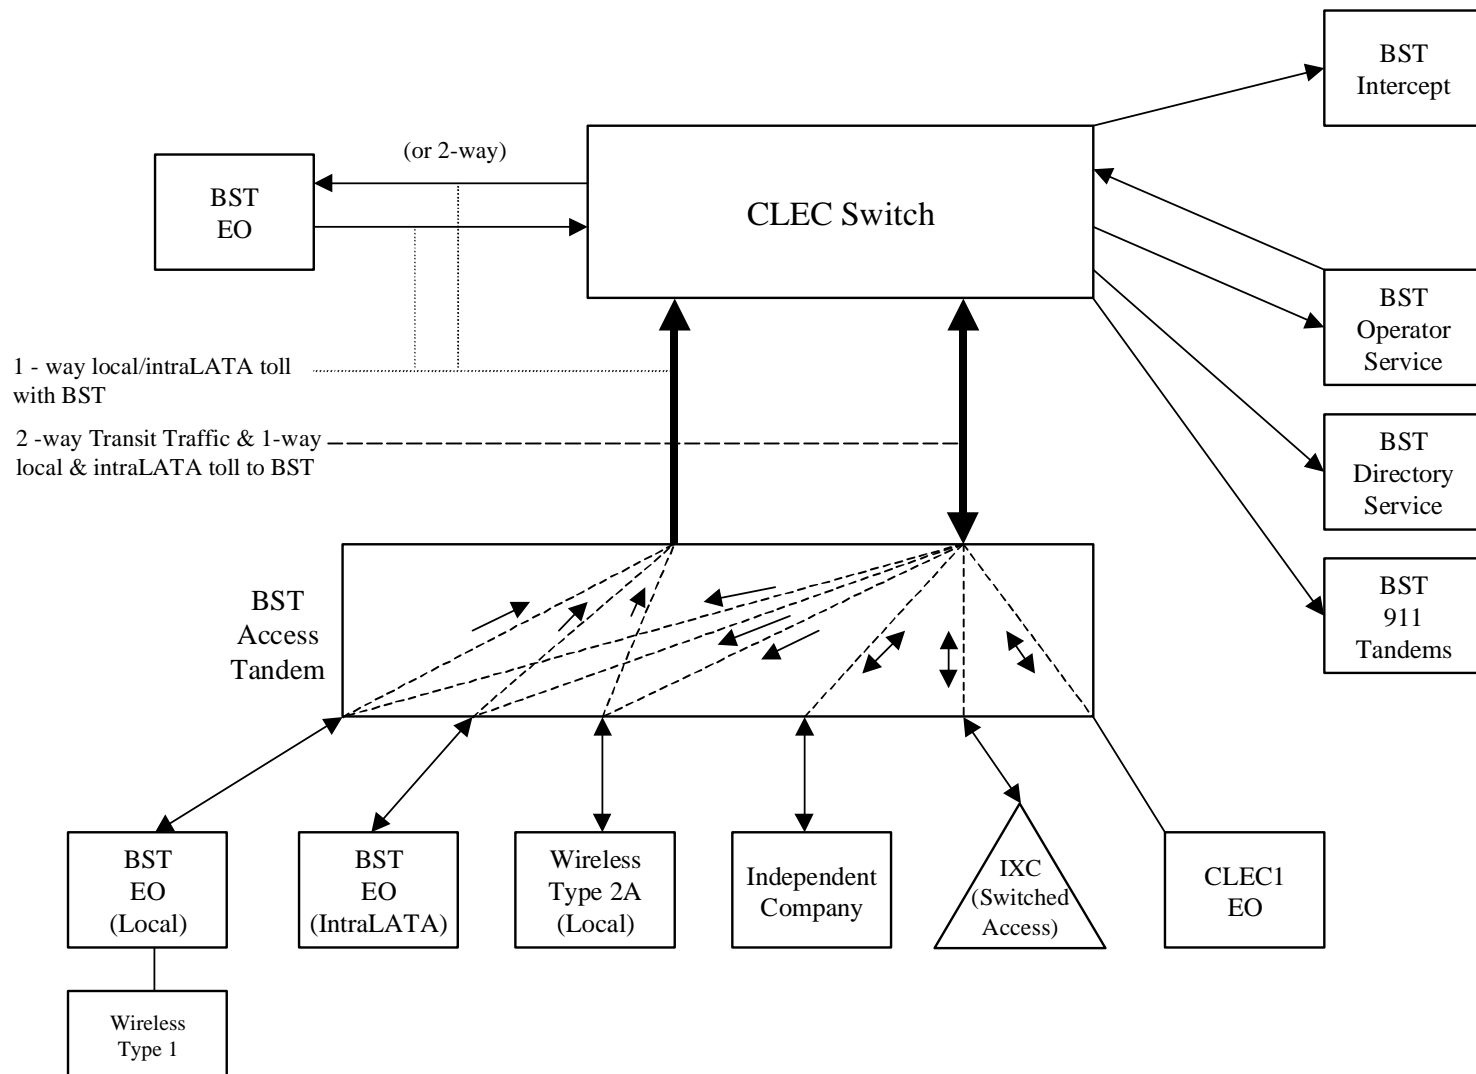 BST
Intercept
(or 2-way)
BST
EO
CLEC Switch
BST
Operator
Service
1 - way local/intraLATA toll
with BST
2 -way Transit Traffic & 1-way
local & intraLATA toll to BST
BST
Directory
Service
BST
Access
Tandem
BST
911
Tandems
BST
EO
(Local)
BST
EO
(IntraLATA)
Wireless
Type 2A
(Local)
Independent
Company
IXC
(Switched
Access)
CLEC1
EO
Wireless
Type 1